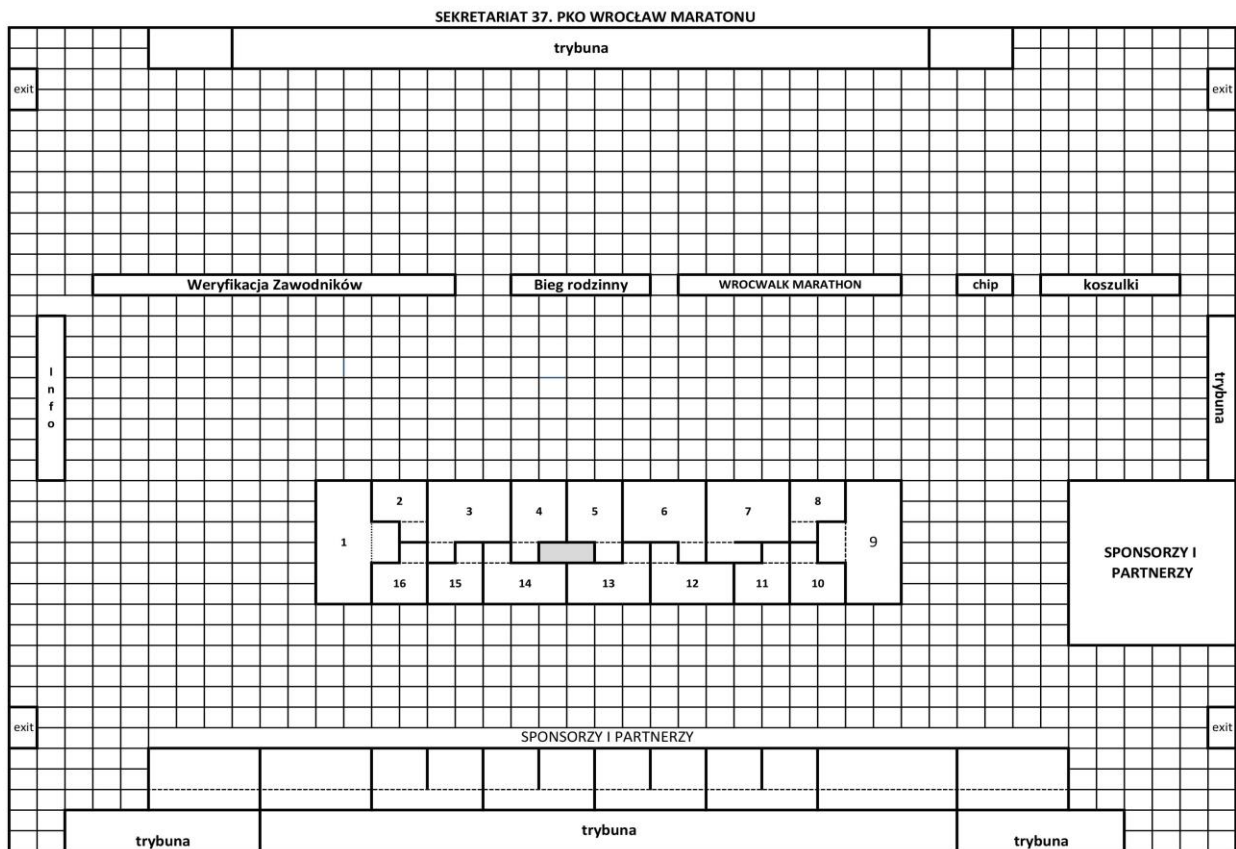 SEKRETARIAT 37. PKO WROCŁAW MARATONU
trybuna
exit
exit
Weryfikacja Zawodników
Bieg rodzinny
WROCWALK MARATHON
chip
koszulki
Info
trybuna
1
2
3
4
5
6
7
8
9
SPONSORZY I
PARTNERZY
16
15
14
13
12
11
10
exit
exit
SPONSORZY I PARTNERZY
trybuna
trybuna
trybuna